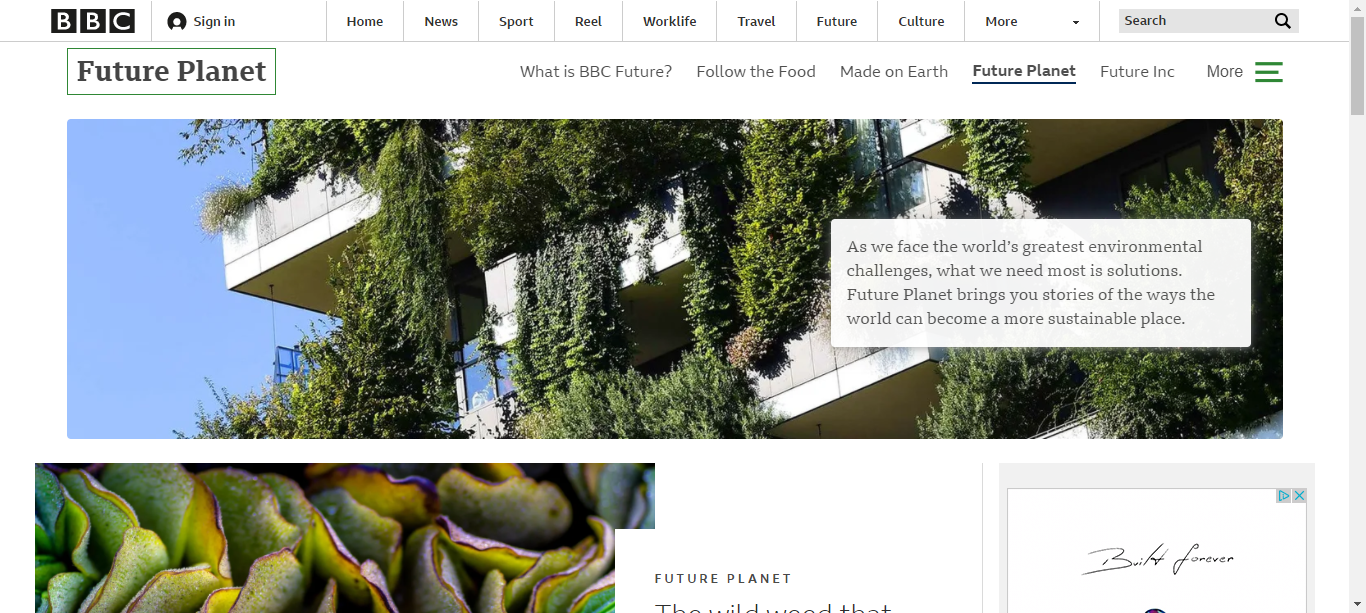 BBC
Sign in
Home
News
Sport
Reel
Worklife
Travel
Future
Culture
More
Search
Future Planet
What is BBC Future?
Follow the Food
Made on Earth
Future Planet
Future Inc
More
As we face the world's greatest environmental
challenges, what we need most is solutions.
Future Planet brings you stories of the ways the
world can become a more sustainable place.
FUTURE PLANET
The wild weed that
Built forever